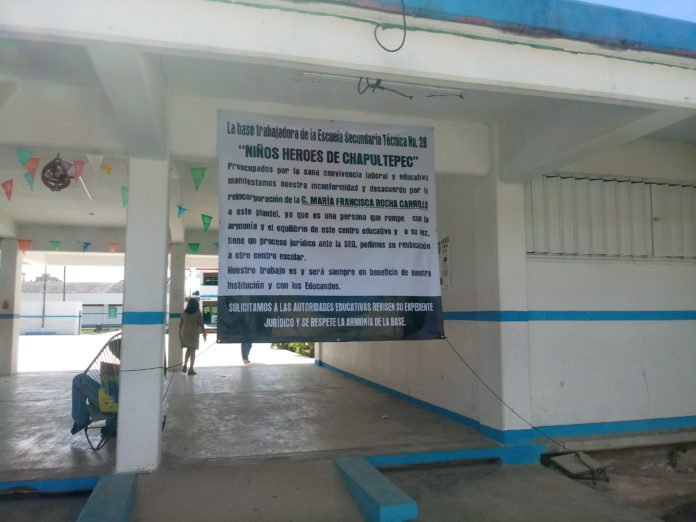 La base trabajadora de la Escuela Secundaria Técnica No. 28
"NIÑOS HEROES DE CHAPULTEPEC"
Preocupados por la sana convivencia laboral y educativa
manifestamos nuestra inconformidad y desacuerdo por la
reincorporación de la C. MARÍA FRANCISCA ROCHA CARRILLO
a este plantel, ya que es una persona que rompe con la
armonía y el equilibrio de este centro educativo y a su vez,
tiene un proceso jurídico ante la SEQ, pedimos su reubicación
a otro centro escolar.
Nuestro trabajo es y será siempre en beneficio de nuestra
Institución y con los Educandos.
SOLICITAMOS A LAS AUTORIDADES EDUCATIVAS REVISEN SU EXPEDIENTE
JURÍDICO Y SE RESPETE LA ARMONÍA DE LA BASE.